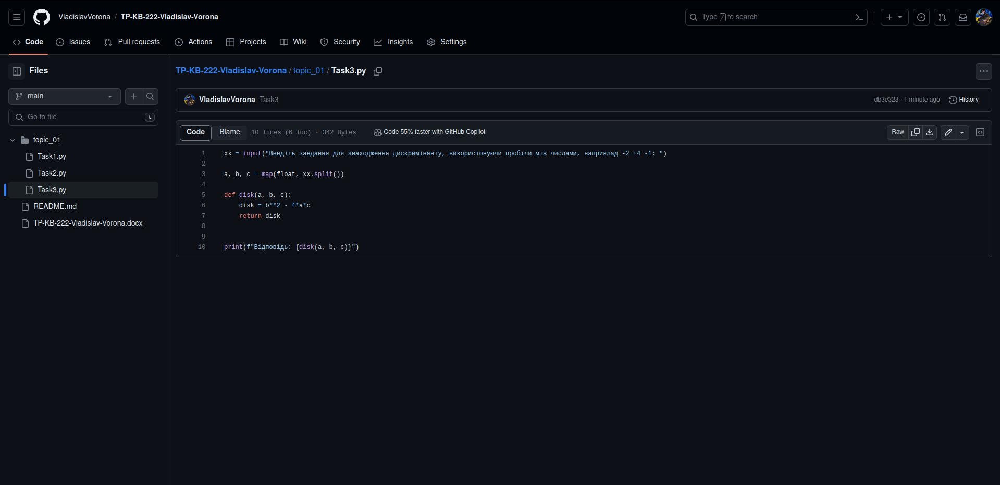 VladislavVorona / TP-KB-222-Vladislav-Vorona
Type / to search
Code
Issues
Pull requests
Actions
Projects
Wiki
Security
Insights
Settings
Files
main
Go to file
t
topic_01
Task1.py
Task2.py
Task3.py
README.md
TP-KB-222-Vladislav-Vorona.docx
TP-KB-222-Vladislav-Vorona / topic_01 / Task3.py
VladislavVorona Task3
db3e323 · 1 minute ago
History
Code
Blame
10 lines (6 loc) · 342 Bytes
Code 55% faster with GitHub Copilot
Raw
1 xx = input("Введіть завдання для знаходження дискримінанту, використовуючи пробіли між числами, наприклад -2 +4 -1: ")
2
3 a, b, c = map(float, xx.split())
4
5 def disk(a, b, c):
6     disk = b**2 - 4*a*c
7     return disk
8
9
10 print(f"Відповідь: {disk(a, b, c)}")